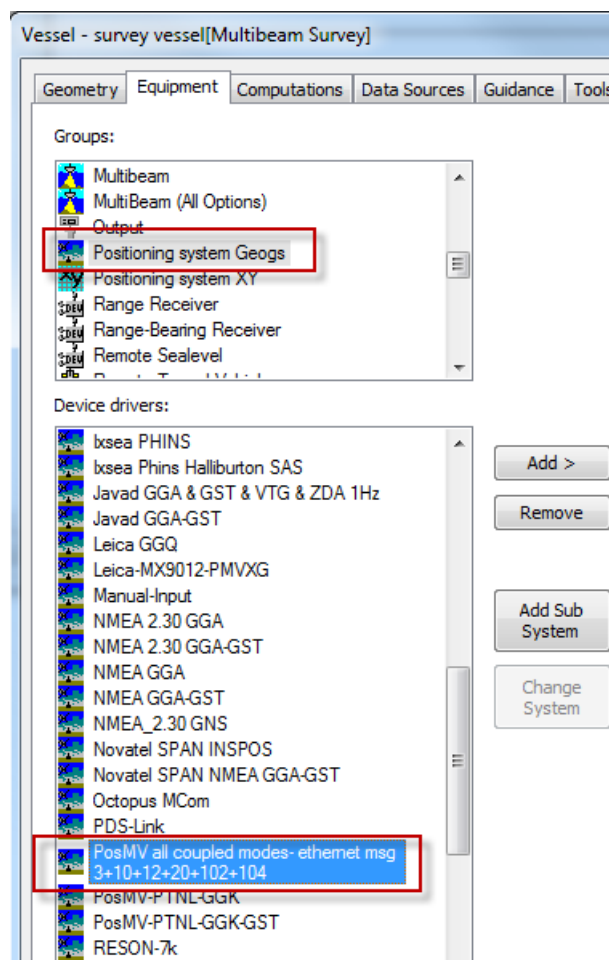 Vessel - survey vessel[Multibeam Survey]
Geometry Equipment Computations Data Sources Guidance Tools
Groups:
Multibeam
MultiBeam (All Options)
Output
Positioning system Geogs
Positioning system XY
Range Receiver
Range-Bearing Receiver
Remote Sealevel
Device drivers:
Ixsea PHINS
Ixsea Phins Halliburton SAS
Javad GGA & GST & VTG & ZDA 1Hz
Javad GGA-GST
Leica GGQ
Leica-MX9012-PMVXG
Manual-Input
NMEA 2.30 GGA
NMEA 2.30 GGA-GST
NMEA GGA
NMEA GGA-GST
NMEA_2.30 GNS
Novatel SPAN INSPOS
Novatel SPAN NMEA GGA-GST
Octopus MCom
PDS-Link
PosMV all coupled modes- ethernet msg
3+10+12+20+102+104
PosMV-PTNL-GGK
PosMV-PTNL-GGK-GST
RESON-7k
Add >
Remove
Add Sub
System
Change
System